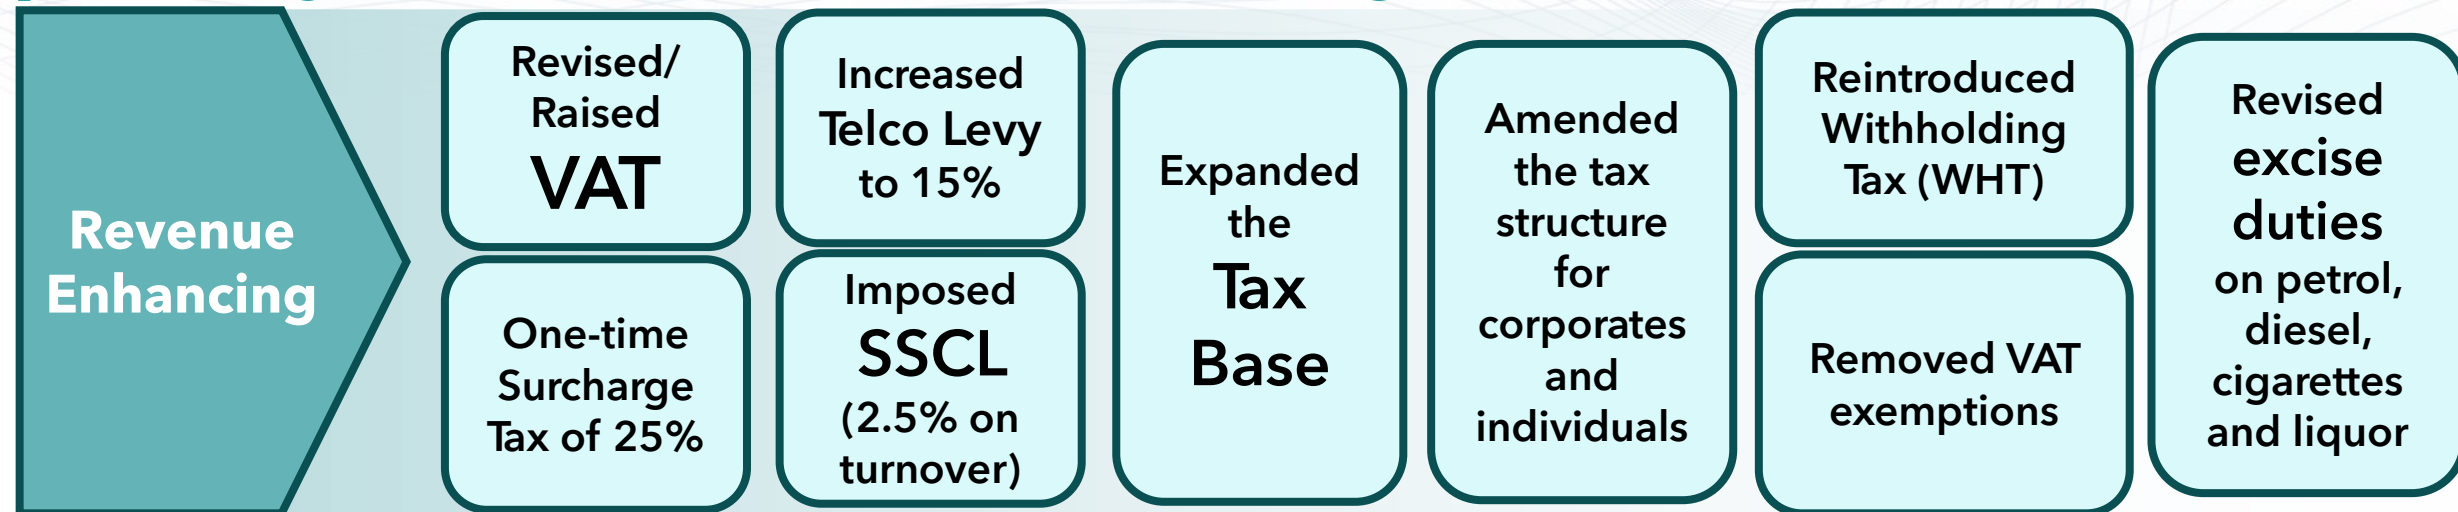 Revenue
Enhancing
Revised/
Raised
VAT
One-time
Surcharge
Tax of 25%
Increased
Telco Levy
to 15%
Imposed
SSCL
(2.5% on
turnover)
Expanded
the
Tax
Base
Amended
the tax
structure
for
corporates
and
individuals
Reintroduced
Withholding
Tax (WHT)
Removed VAT
exemptions
Revised
excise
duties
on petrol,
diesel,
cigarettes
and liquor